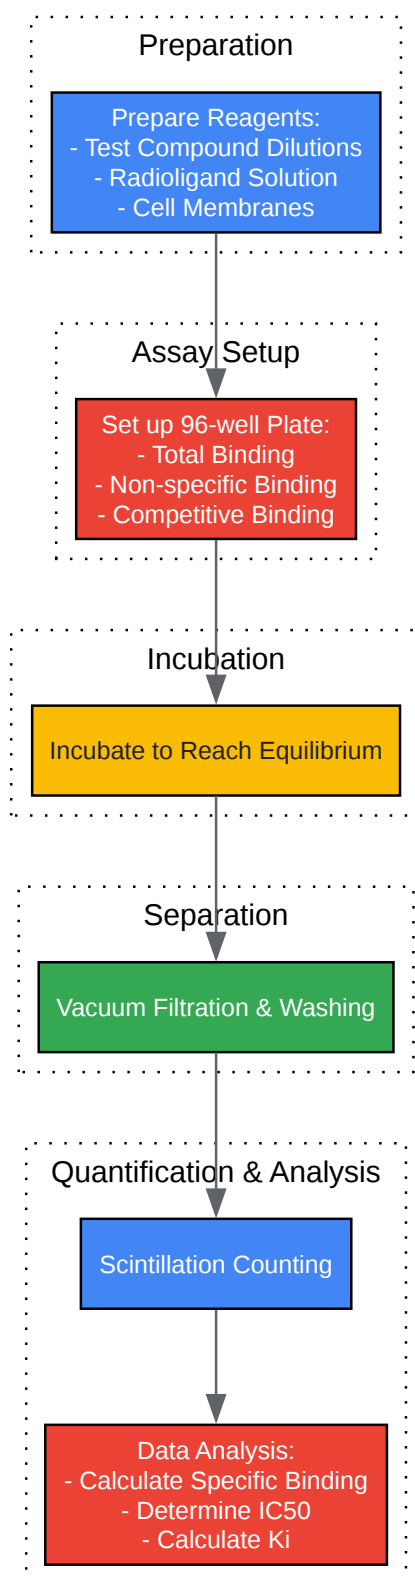 Preparation
Prepare Reagents:
- Test Compound Dilutions
- Radioligand Solution
- Cell Membranes
Assay Setup
Set up 96-well Plate:
- Total Binding
- Non-specific Binding
- Competitive Binding
Incubation
Incubate to Reach Equilibrium
Separation
Vacuum Filtration & Washing
Quantification & Analysis
Scintillation Counting
Data Analysis:
- Calculate Specific Binding
- Determine IC50
- Calculate Ki